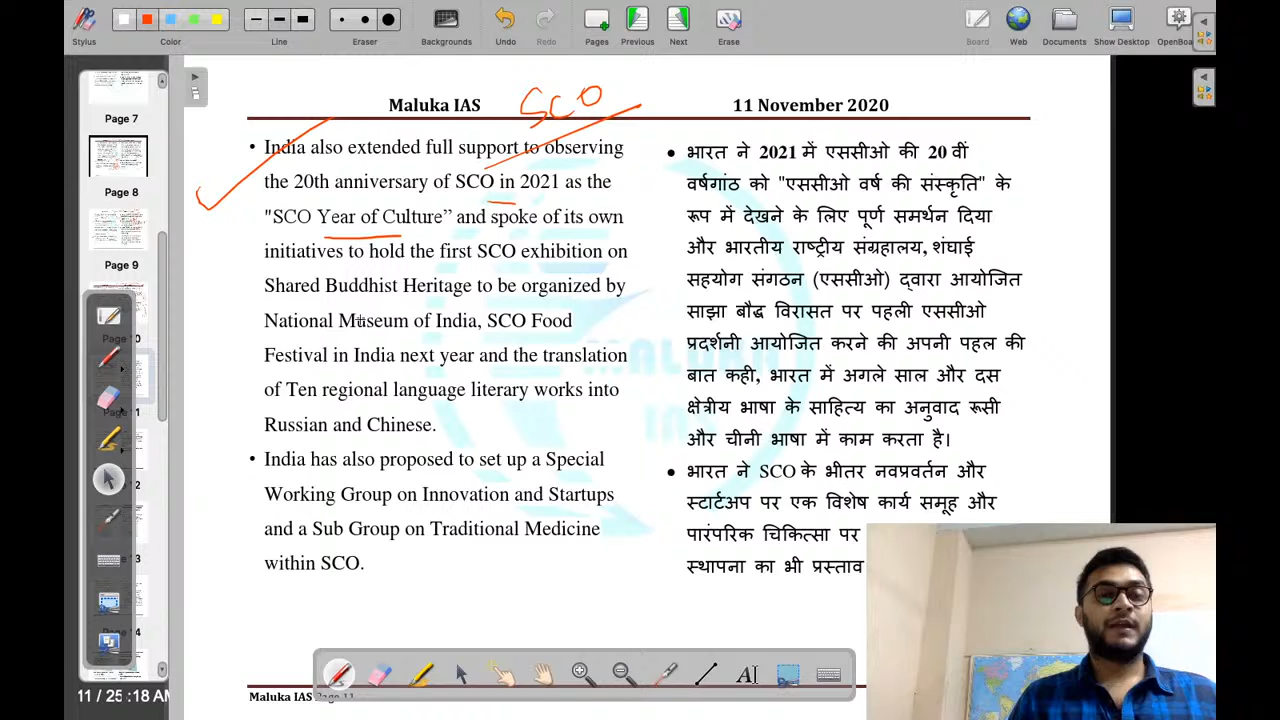 Stylus
Color
Line
Eraser
Backgrounds
Undo
Redo
Pages
Previous
Next
Erase
Board
Web
Documents
Show Desktop
OpenBoa
Page 7
Page 8
Page 9
11 / 25
:18 AM
Maluka IAS
SCO
11 November 2020
• India also extended full support to observing
the 20th anniversary of SCO in 2021 as the
"SCO Year of Culture” and spoke of its own
initiatives to hold the first SCO exhibition on
Shared Buddhist Heritage to be organized by
National Museum of India, SCO Food
Festival in India next year and the translation
of Ten regional language literary works into
Russian and Chinese.
• India has also proposed to set up a Special
Working Group on Innovation and Startups
and a Sub Group on Traditional Medicine
within SCO.
• भारत ने 2021 में एससीओ की 20 वीं
वर्षगांठ को "एससीओ वर्ष की संस्कृति" के
रूप में देखने के लिए पूर्ण समर्थन दिया
और भारतीय राष्ट्रीय संग्रहालय, शंघाई
सहयोग संगठन (एससीओ) द्वारा आयोजित
साझा बौद्ध विरासत पर पहली एससीओ
प्रदर्शनी आयोजित करने की अपनी पहल की
बात कही, भारत में अगले साल और दस
क्षेत्रीय भाषा के साहित्य का अनुवाद रूसी
और चीनी भाषा में काम करता है।
• भारत ने SCO के भीतर नवप्रवर्तन और
स्टार्टअप पर एक विशेष कार्य समूह और
पारंपरिक चिकित्सा पर
स्थापना का भी प्रस्ताव
Maluka IAS Page 11